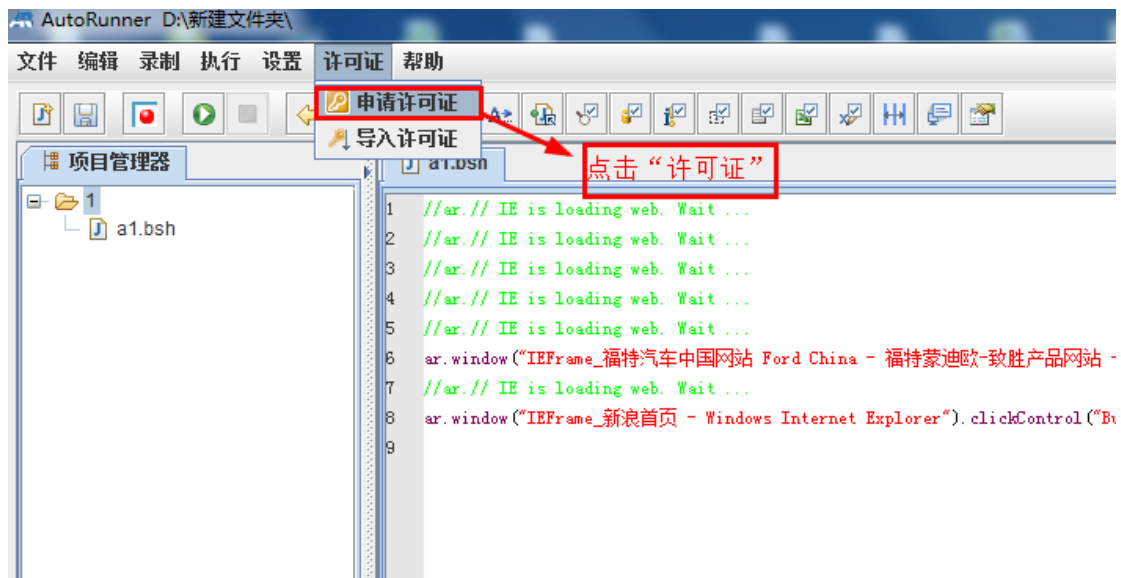 AutoRunner D:\新建文件夹\
文件 编辑 录制 执行 设置 许可证 帮助
申请许可证
导入许可证
点击“许可证”
项目管理器
a1.bsh
1
a1.bsh
1 //ar.// IE is loading web. Wait ...
2 //ar.// IE is loading web. Wait ...
3 //ar.// IE is loading web. Wait ...
4 //ar.// IE is loading web. Wait ...
5 //ar.// IE is loading web. Wait ...
6 ar.window("IEFrame_福特汽车中国网站 Ford China - 福特蒙迪欧-致胜产品网站 -
7 //ar.// IE is loading web. Wait ...
8 ar.window("IEFrame_新浪首页 - Windows Internet Explorer").clickControl("Bu
9